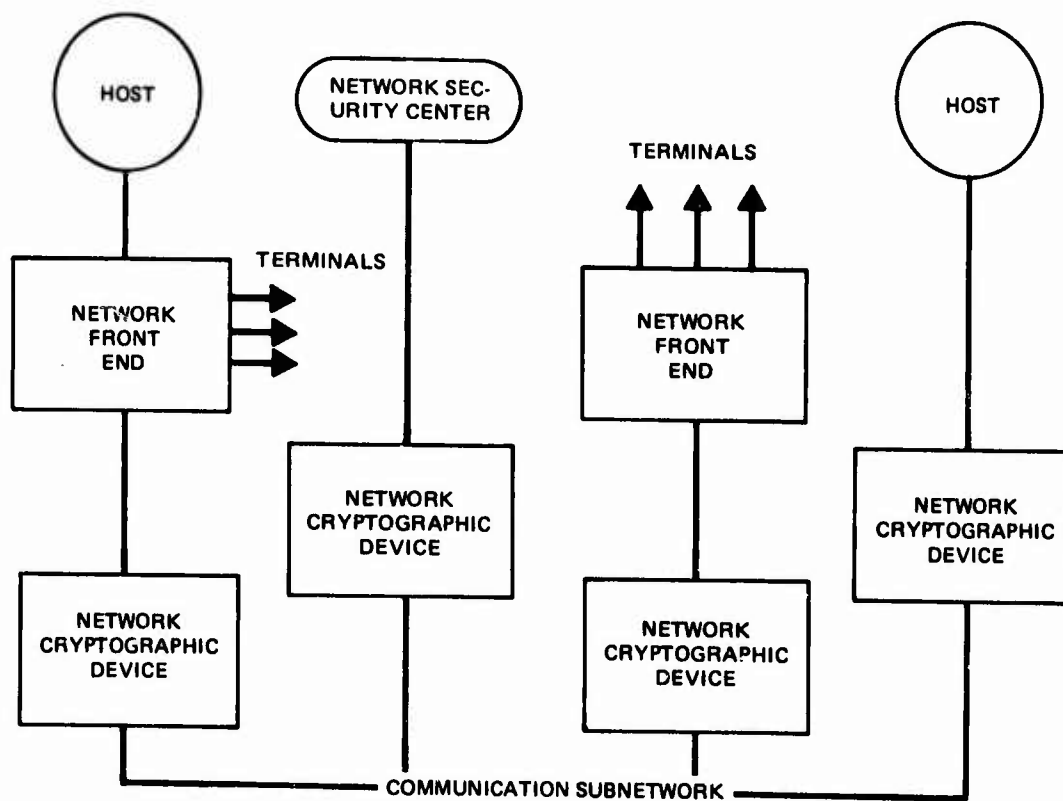 HOST
NETWORK SEC-
URITY CENTER
HOST
TERMINALS
TERMINALS
NETWORK
FRONT
END
NETWORK
FRONT
END
NETWORK
CRYPTOGRAPHIC
DEVICE
NETWORK
CRYPTOGRAPHIC
DEVICE
NETWORK
CRYPTOGRAPHIC
DEVICE
NETWORK
CRYPTOGRAPHIC
DEVICE
COMMUNICATION SUBNETWORK